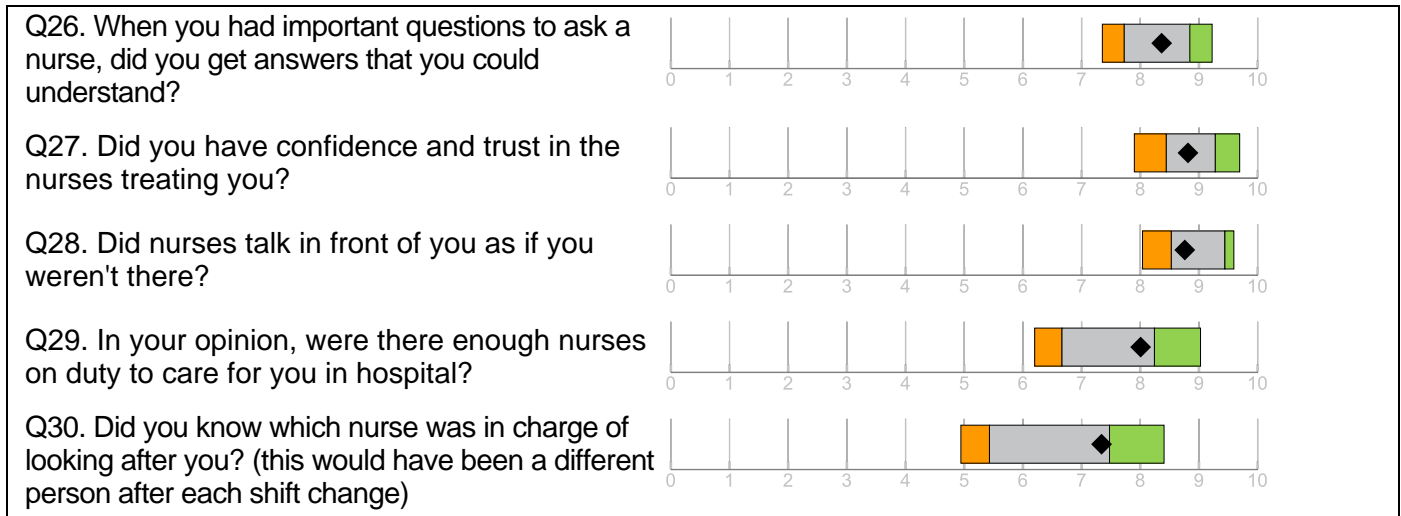 Q26. When you had important questions to ask a
nurse, did you get answers that you could
understand?
0 1 2 3 4 5 6 7 8 9 10
Q27. Did you have confidence and trust in the
nurses treating you?
0 1 2 3 4 5 6 7 8 9 10
Q28. Did nurses talk in front of you as if you
weren't there?
0 1 2 3 4 5 6 7 8 9 10
Q29. In your opinion, were there enough nurses
on duty to care for you in hospital?
0 1 2 3 4 5 6 7 8 9 10
Q30. Did you know which nurse was in charge of
looking after you? (this would have been a different
person after each shift change)
0 1 2 3 4 5 6 7 8 9 10